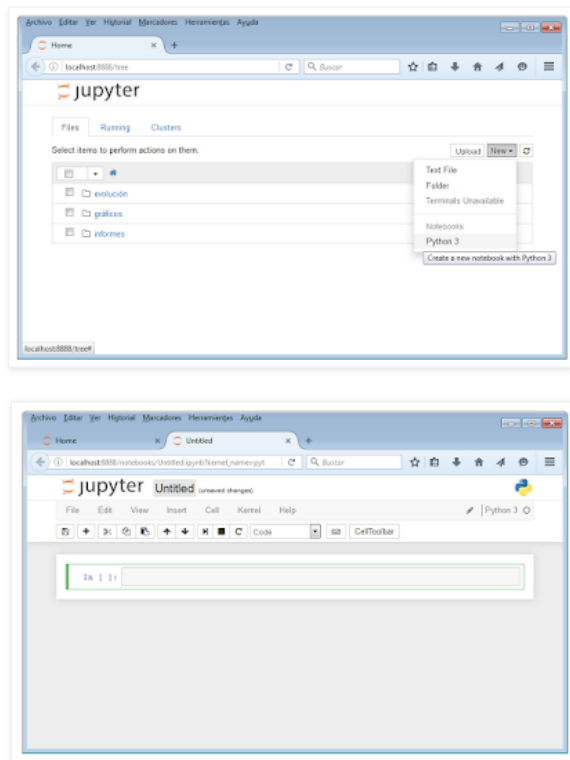 Archivo Editar Ver Historial Marcadores Herramientas Ayuda
Home × +
localhost:8888/tree Buscar
jupyter
Files Running Clusters
Select items to perform actions on them. Upload New
Text File
evolución Folder
Terminals Unavailable
gráficos
Notebooks
informes
Python 3
Create a new notebook with Python 3
localhost:8888/tree#
Archivo Editar Ver Historial Marcadores Herramientas Ayuda
Home × Untitled × +
localhost:8888/notebooks/Untitled.ipynb?kernel_name=pyt Buscar
jupyter Untitled (unsaved changes)
File Edit View Insert Cell Kernel Help Python 3
Code CellToolbar
In [ ]: